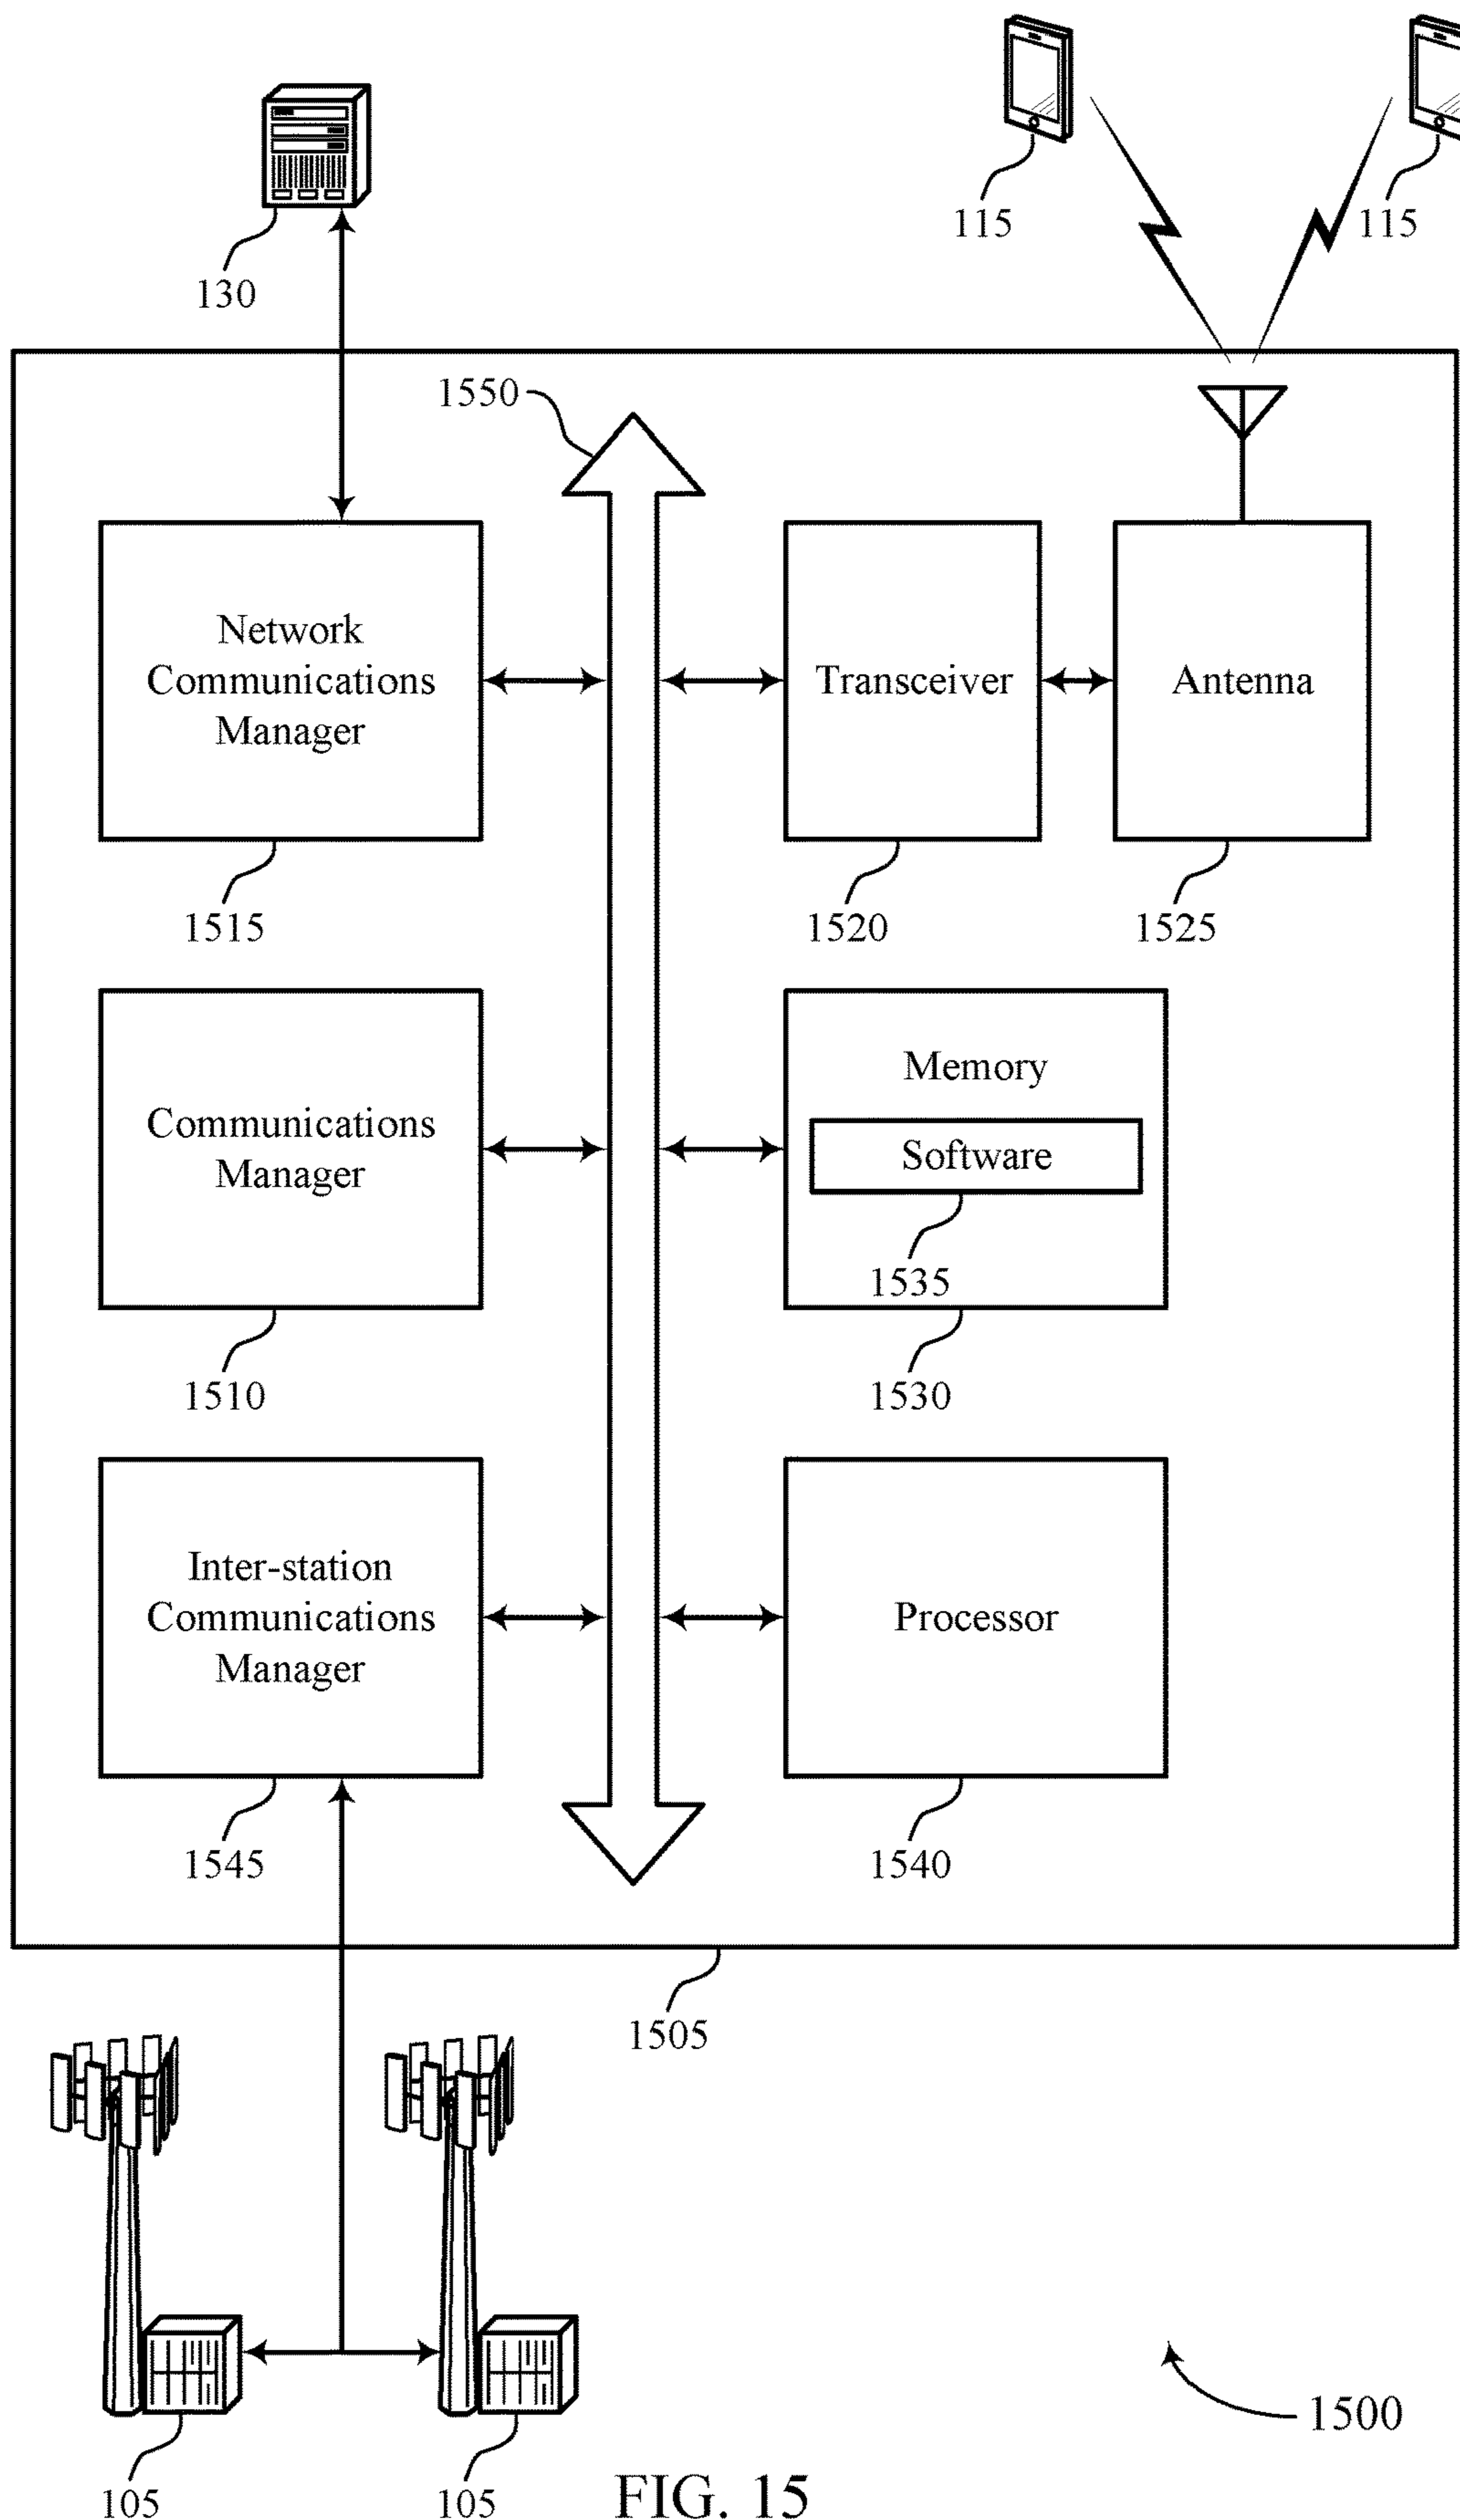 115
115
130
1550
Network
Communications
Manager
Transceiver
Antenna
1515
1520
1525
Communications
Manager
Memory
Software
1535
1510
1530
Inter-station
Communications
Manager
Processor
1545
1540
1505
1500
105
105
FIG. 15